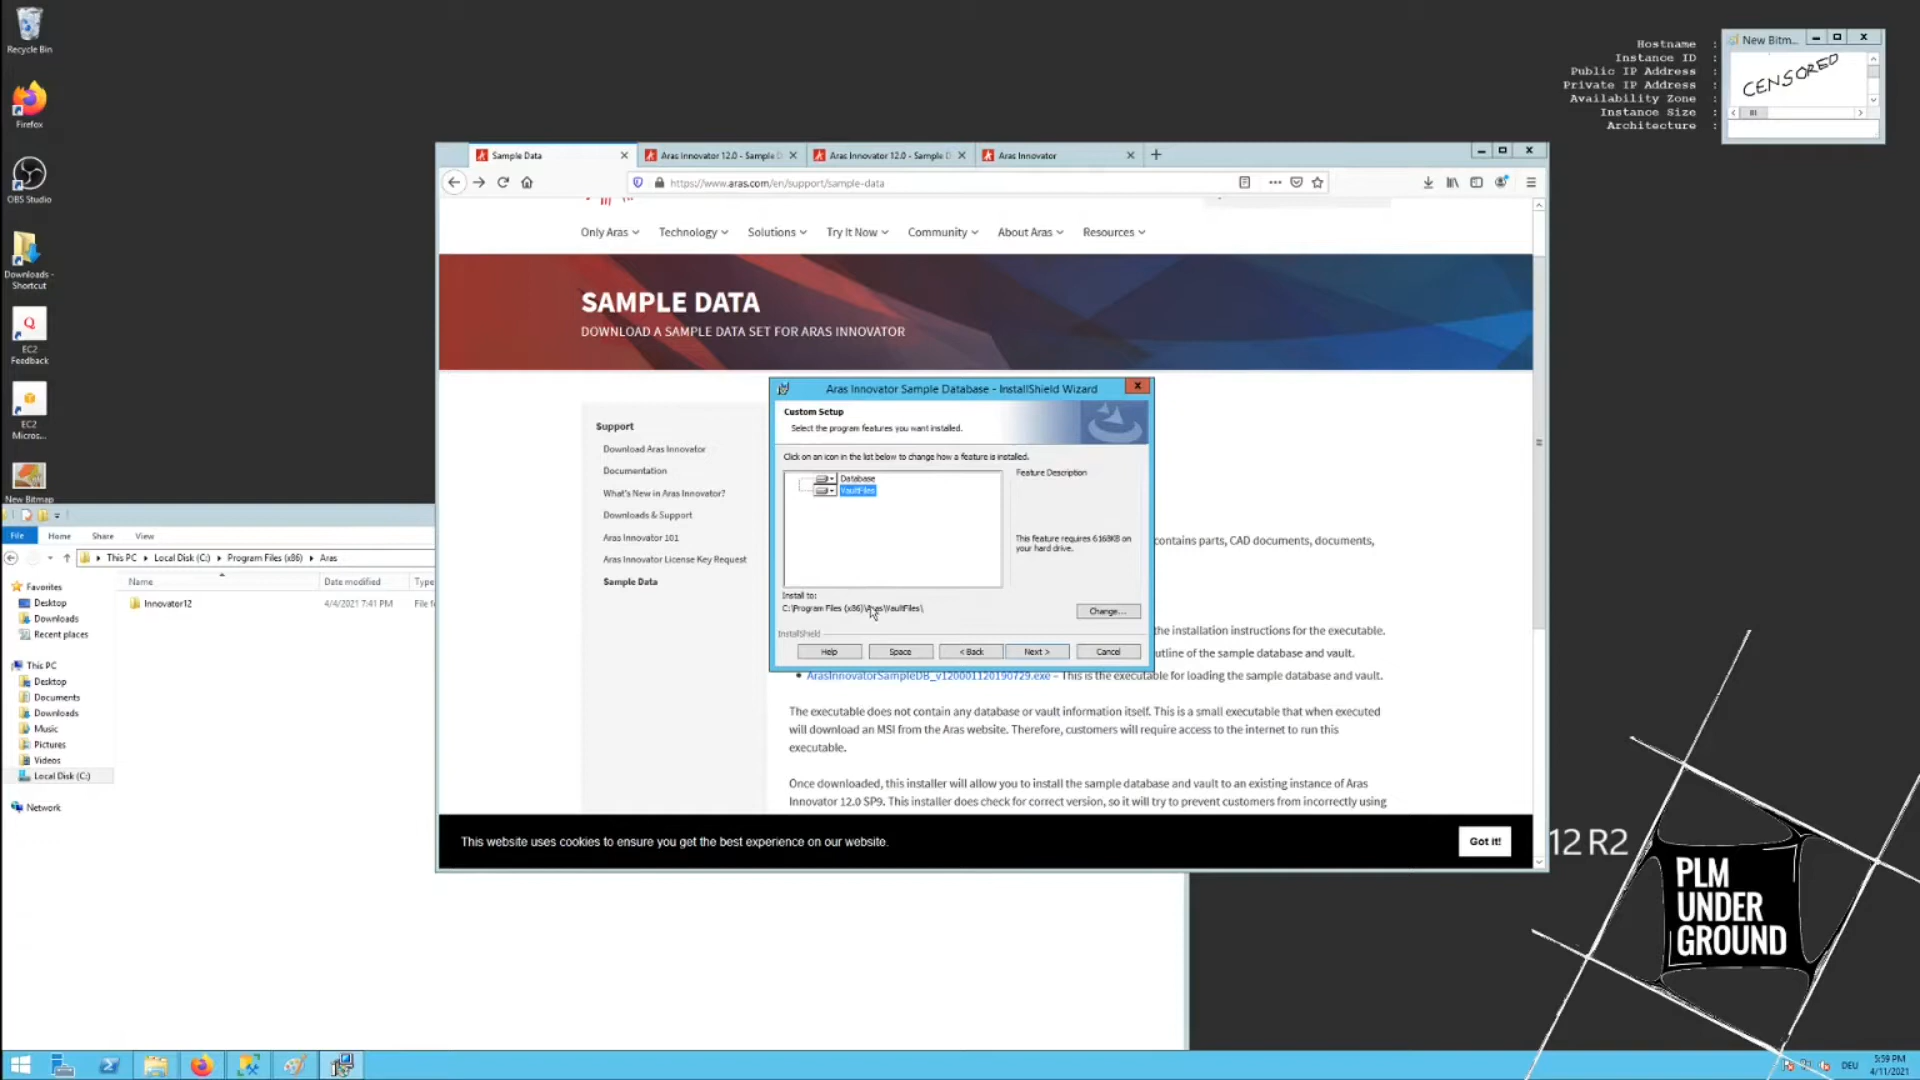 Recycle Bin
Firefox
OBS Studio
Downloads -
Shortcut
EC2
Feedback
EC2
Micros...
New Bitmap
Hostname :
Instance ID :
Public IP Address :
Private IP Address :
Availability Zone :
Instance Size :
Architecture :
New Bitm...
CENSORED
Sample Data
Aras Innovator 12.0 - Sample D
Aras Innovator 12.0 - Sample D
Aras Innovator
https://www.aras.com/en/support/sample-data
Only Aras
Technology
Solutions
Try It Now
Community
About Aras
Resources
SAMPLE DATA
DOWNLOAD A SAMPLE DATA SET FOR ARAS INNOVATOR
Support
Download Aras Innovator
Documentation
What's New in Aras Innovator?
Downloads & Support
Aras Innovator 101
Aras Innovator License Key Request
Sample Data
Aras Innovator Sample Database - InstallShield Wizard
Custom Setup
Select the program features you want installed.
Click on an icon in the list below to change how a feature is installed.
Database
VaultFiles
Feature Description
This feature requires 6168KB on
your hard drive.
Install to:
C:\Program Files (x86)\Aras\VaultFiles\
Change...
InstallShield
Help
Space
< Back
Next >
Cancel
contains parts, CAD documents, documents,
the installation instructions for the executable.
utline of the sample database and vault.
ArasInnovatorSampleDB_v120001120190729.exe – This is the executable for loading the sample database and vault.
The executable does not contain any database or vault information itself. This is a small executable that when executed
will download an MSI from the Aras website. Therefore, customers will require access to the internet to run this
executable.
Once downloaded, this installer will allow you to install the sample database and vault to an existing instance of Aras
Innovator 12.0 SP9. This installer does check for correct version, so it will try to prevent customers from incorrectly using
This website uses cookies to ensure you get the best experience on our website.
Got it!
File
Home
Share
View
This PC
Local Disk (C:)
Program Files (x86)
Aras
Name
Date modified
Type
Innovator12
4/4/2021 7:41 PM
File f
Favorites
Desktop
Downloads
Recent places
This PC
Desktop
Documents
Downloads
Music
Pictures
Videos
Local Disk (C:)
Network
12 R2
PLM
UNDER
GROUND
DEU
5:59 PM
4/11/2021